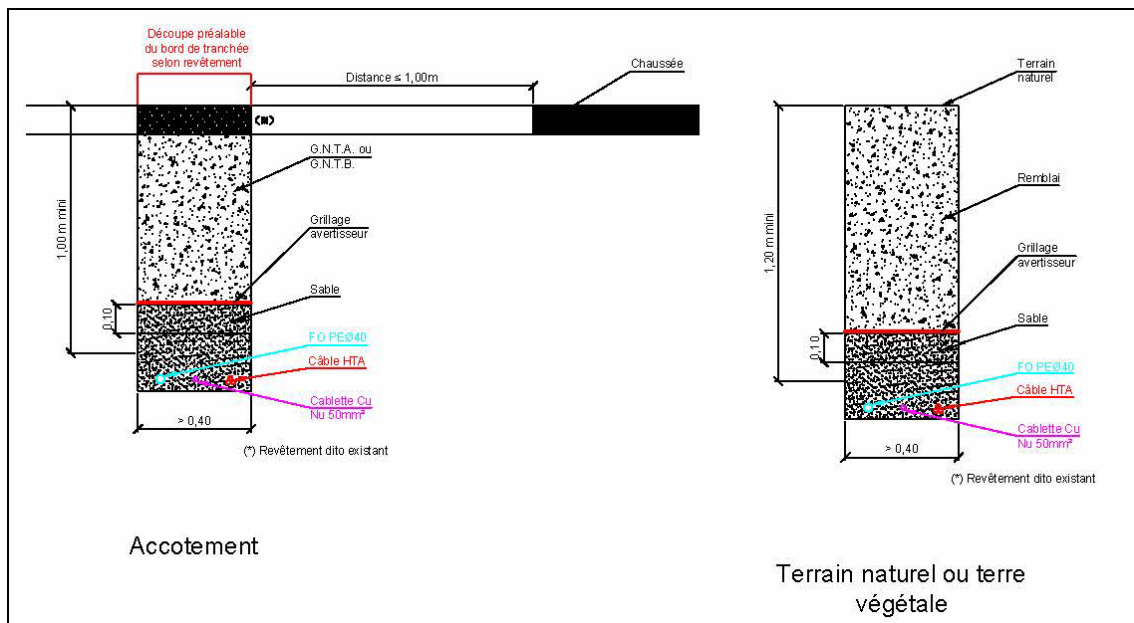 Découpe préalable
du bord de tranchée
selon revêtement
Distance ≤ 1,00m
Chaussée
(*)
G.N.T.A. ou
G.N.T.B.
1,00 m mini
Grillage
avertisseur
Sable
0,10
FO PEØ40
Câble HTA
Cablette Cu
Nu 50mm²
> 0,40
(*) Revêtement dito existant
Accotement
Terrain
naturel
Remblai
1,20 m mini
Grillage
avertisseur
Sable
0,10
FO PEØ40
Câble HTA
Cablette Cu
Nu 50mm²
> 0,40
(*) Revêtement dito existant
Terrain naturel ou terre
végétale